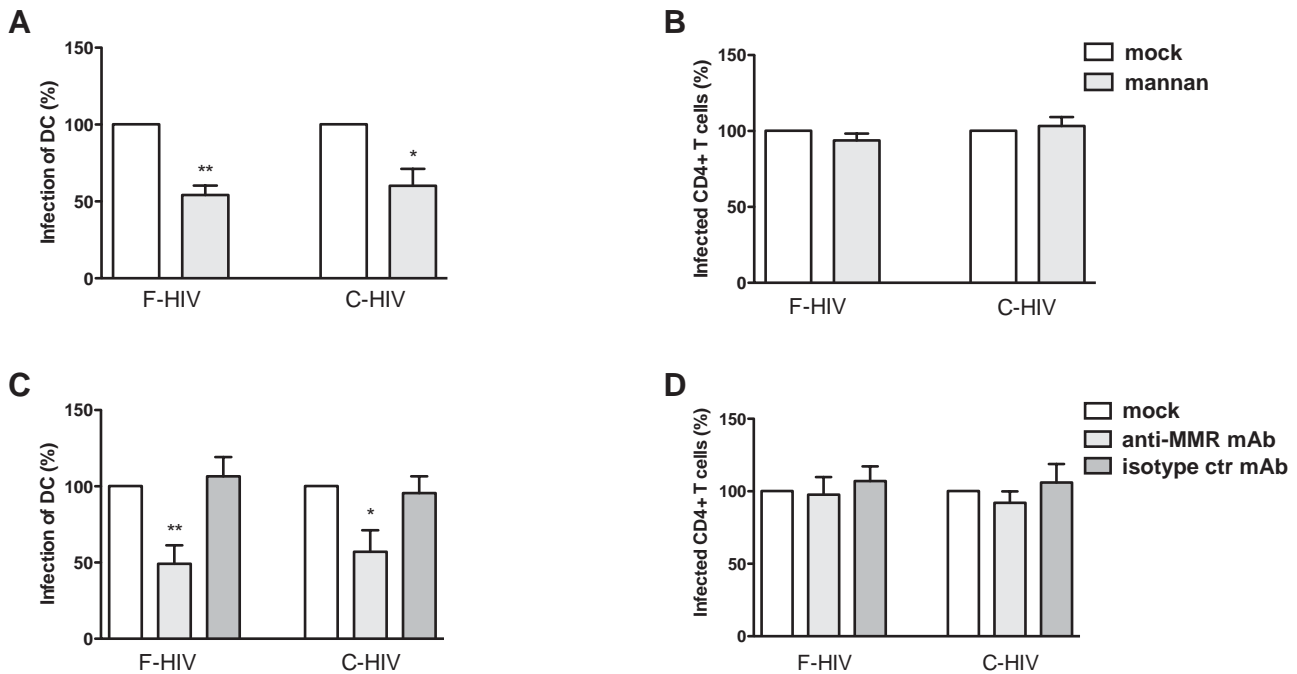 A
Infection of DC (%)
150
100
50
0
**
*
F-HIV
C-HIV
B
Infected CD4+ T cells (%)
150
100
50
0
F-HIV
C-HIV
mock
mannan
C
Infection of DC (%)
150
100
50
0
**
*
F-HIV
C-HIV
D
Infected CD4+ T cells (%)
150
100
50
0
F-HIV
C-HIV
mock
anti-MMR mAb
isotype ctr mAb